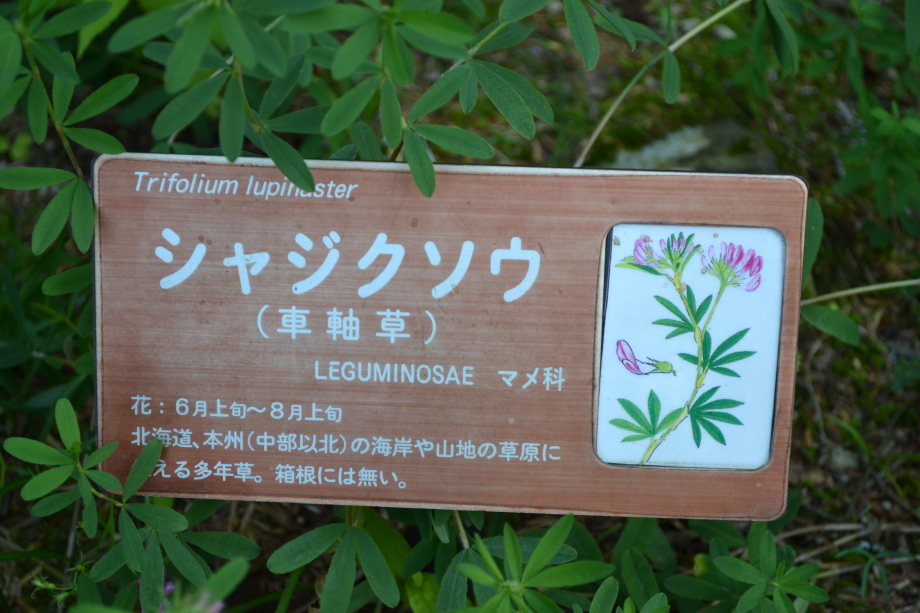 Trifolium lupinaster
シャジクソウ
（車軸草）
LEGUMINOSAE マメ科
花：６月上旬～８月上旬
北海道、本州（中部以北）の海岸や山地の草原に
える多年草。箱根には無い。